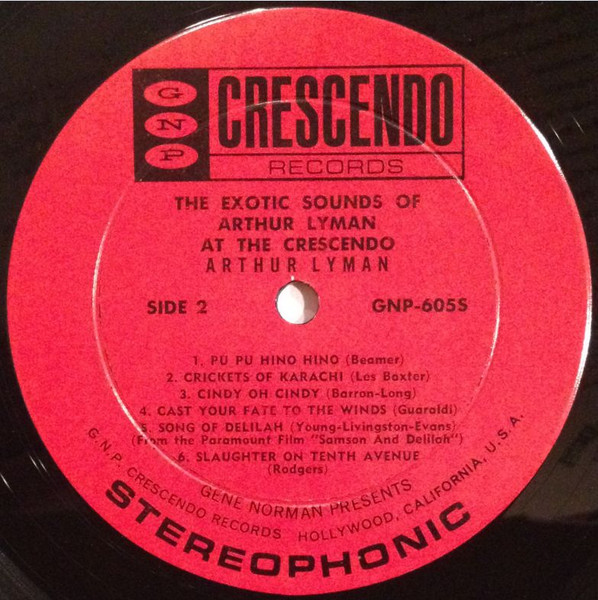 G
N
P
CRESCENDO
RECORDS
THE EXOTIC SOUNDS OF
ARTHUR LYMAN
AT THE CRESCENDO
ARTHUR LYMAN
SIDE 2
GNP-605S
1. PU PU HINO HINO (Beamer)
2. CRICKETS OF KARACHI (Les Baxter)
3. CINDY OH CINDY (Barron-Long)
4. CAST YOUR FATE TO THE WINDS (Guaraldi)
5. SONG OF DELILAH (Young-Livingston-Evans)
(From the Paramount Film "Samson And Delilah")
6. SLAUGHTER ON TENTH AVENUE
(Rodgers)
GENE NORMAN PRESENTS
G.N.P. CRESCENDO RECORDS HOLLYWOOD, CALIFORNIA, U.S.A.
STEREOPHONIC